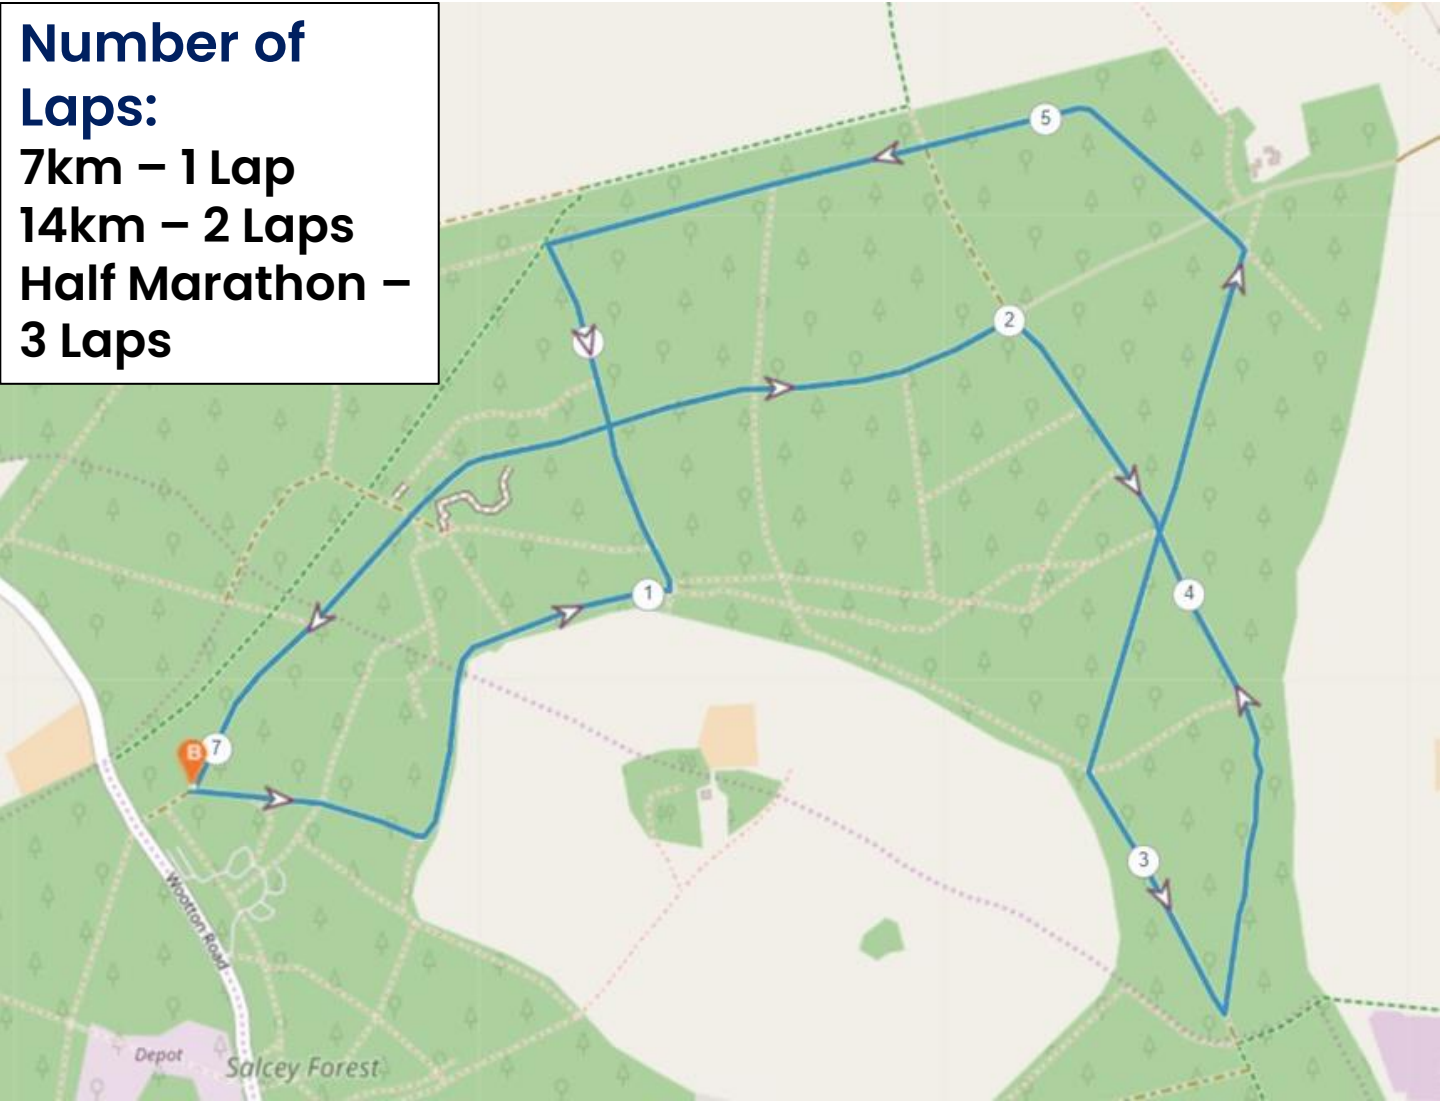 Number of
Laps:
7km – 1 Lap
14km – 2 Laps
Half Marathon –
3 Laps
5
2
1
4
B
7
3
Wootton Road
Depot
Salcey Forest